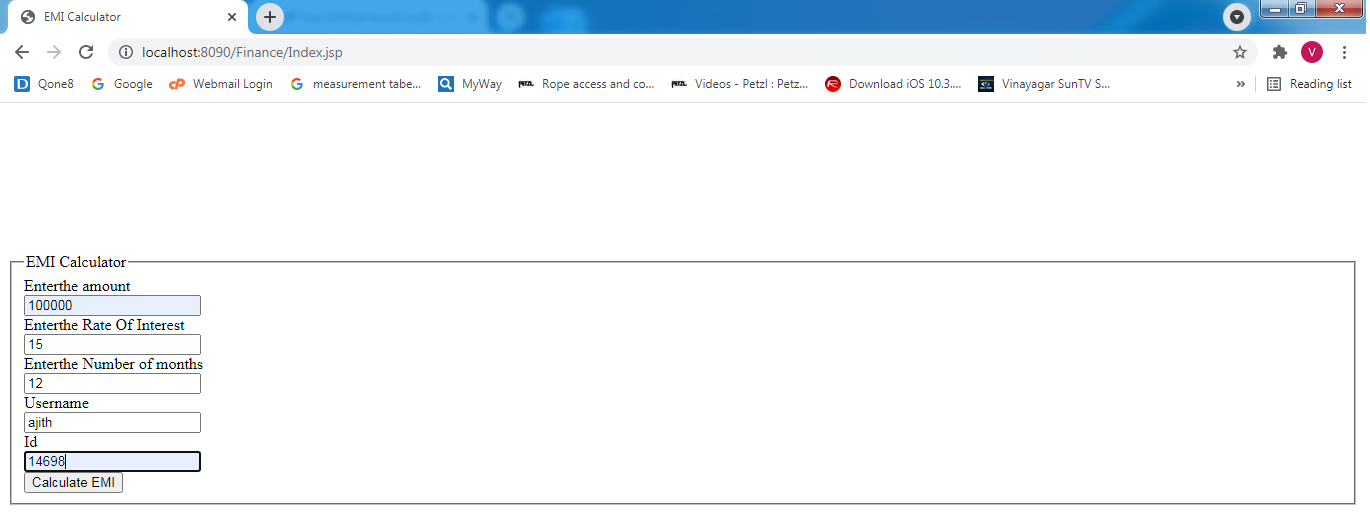 EMI Calculator
localhost:8090/Finance/Index.jsp
V
Qone8 Google Webmail Login measurement tabe... MyWay Rope access and co... Videos - Petzl : Petz... Download iOS 10.3.... Vinayagar SunTV S... » Reading list
EMI Calculator
Enterthe amount
100000
Enterthe Rate Of Interest
15
Enterthe Number of months
12
Username
ajith
Id
14698
Calculate EMI